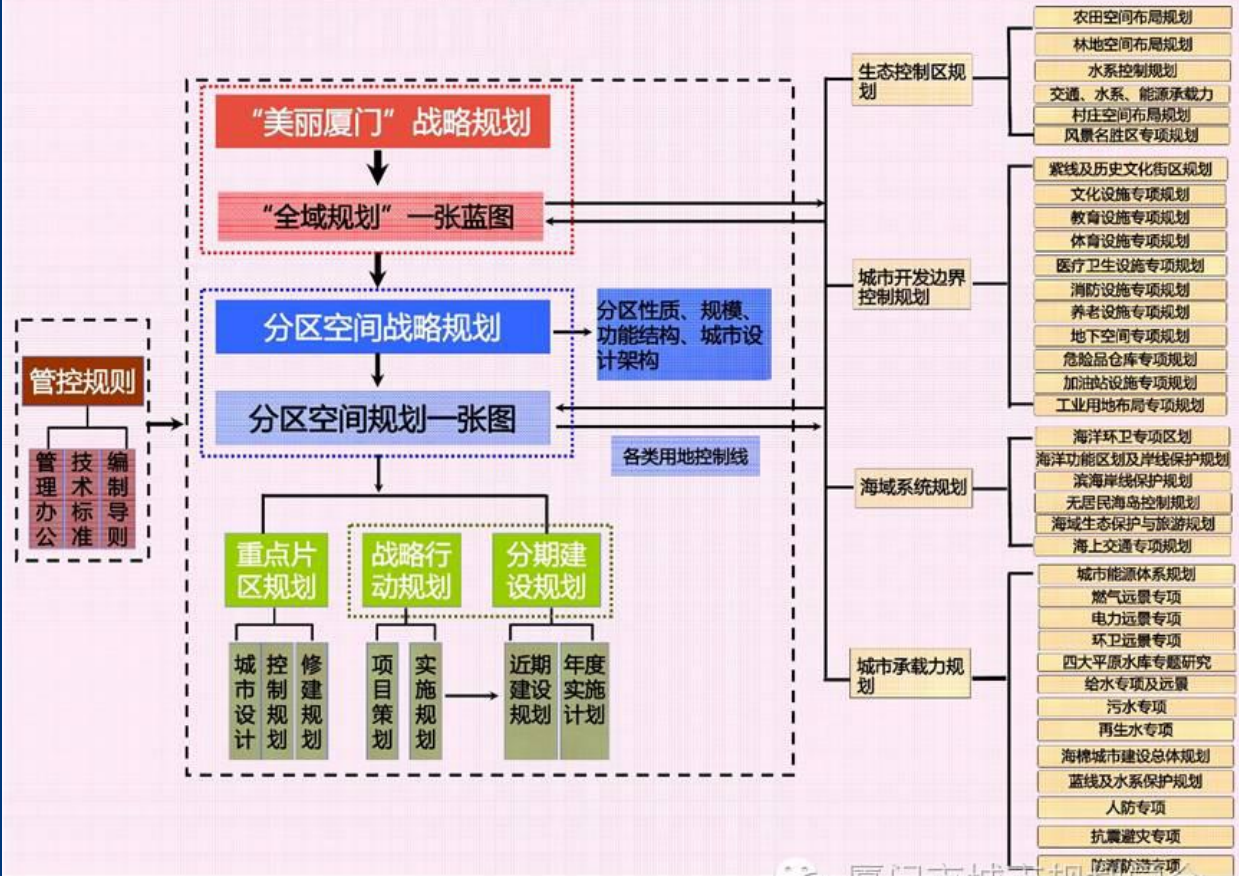 管控规则
管理办公
技术标准
编制导则
“美丽厦门”战略规划
“全域规划”一张蓝图
分区空间战略规划
分区性质、规模、
功能结构、城市设
计架构
分区空间规划一张图
各类用地控制线
重点片
区规划
战略行
动规划
分期建
设规划
城市设计
控制规划
修建规划
项目策划
实施规划
近期
建设
规划
年度
实施
计划
生态控制区规
划
农田空间布局规划
林地空间布局规划
水系控制规划
交通、水系、能源承载力
村庄空间布局规划
风景名胜区专项规划
城市开发边界
控制规划
紫线及历史文化街区规划
文化设施专项规划
教育设施专项规划
体育设施专项规划
医疗卫生设施专项规划
消防设施专项规划
养老设施专项规划
地下空间专项规划
危险品仓库专项规划
加油站设施专项规划
工业用地布局专项规划
海域系统规划
海洋环卫专项区划
海洋功能区划及岸线保护规划
滨海岸线保护规划
无居民海岛控制规划
海域生态保护与旅游规划
海上交通专项规划
城市承载力规
划
城市能源体系规划
燃气远景专项
电力远景专项
环卫远景专项
四大平原水库专题研究
给水专项及远景
污水专项
再生水专项
海棉城市建设总体规划
蓝线及水系保护规划
人防专项
抗震避灾专项
防潮防涝专项